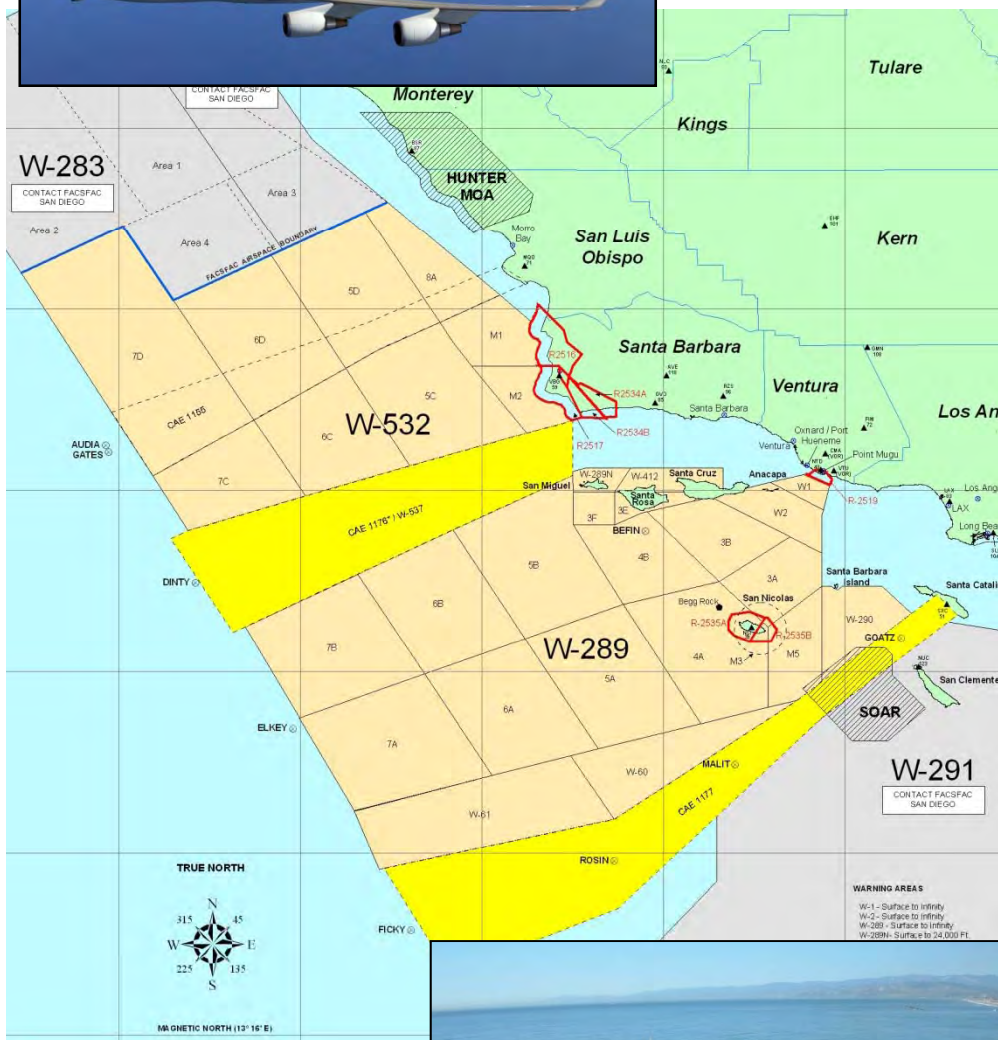 CONTACT FACSFAC
SAN DIEGO
Monterey
Tulare
Kings
W-283
CONTACT FACSFAC
SAN DIEGO
Area 1
Area 3
Area 2
Area 4
FACSFAC AIRSPACE BOUNDARY
HUNTER
MOA
Morro
Bay
San Luis
Obispo
Kern
5D
8A
6D
7D
M1
R2516
Santa Barbara
Ventura
Los An
CAE 1155
5C
M2
R2534A
W-532
6C
R2534B
R2517
Santa Barbara
AUDIA
GATES
7C
Ventura
Oxnard / Port
Hueneme
Point Mugu
W-289N
W-412
Santa Cruz
Anacapa
San Miguel
Santa
Rosa
W1
R-2519
LAX
LAX
Los Ang
Long Bea
CAE 1176* / W-537
3F
3E
W2
BEFIN
3B
4B
5B
DINTY
3A
Santa Barbara
Island
Santa Catali
6B
Begg Rock
San Nicolas
W-290
R-2535A
R-2535B
GOATZ
7B
W-289
4A
M3
M5
5A
San Clemente
6A
SOAR
ELKEY
7A
W-60
MALIT
W-291
CONTACT FACSFAC
SAN DIEGO
CAE 1177
W-61
ROSIN
TRUE NORTH
N
315
45
W
E
225
135
S
FICKY
MAGNETIC NORTH (13° 16' E)
WARNING AREAS
W-1 - Surface to Infinity
W-2 - Surface to Infinity
W-289 - Surface to Infinity
W-289N- Surface to 24,000 Ft.